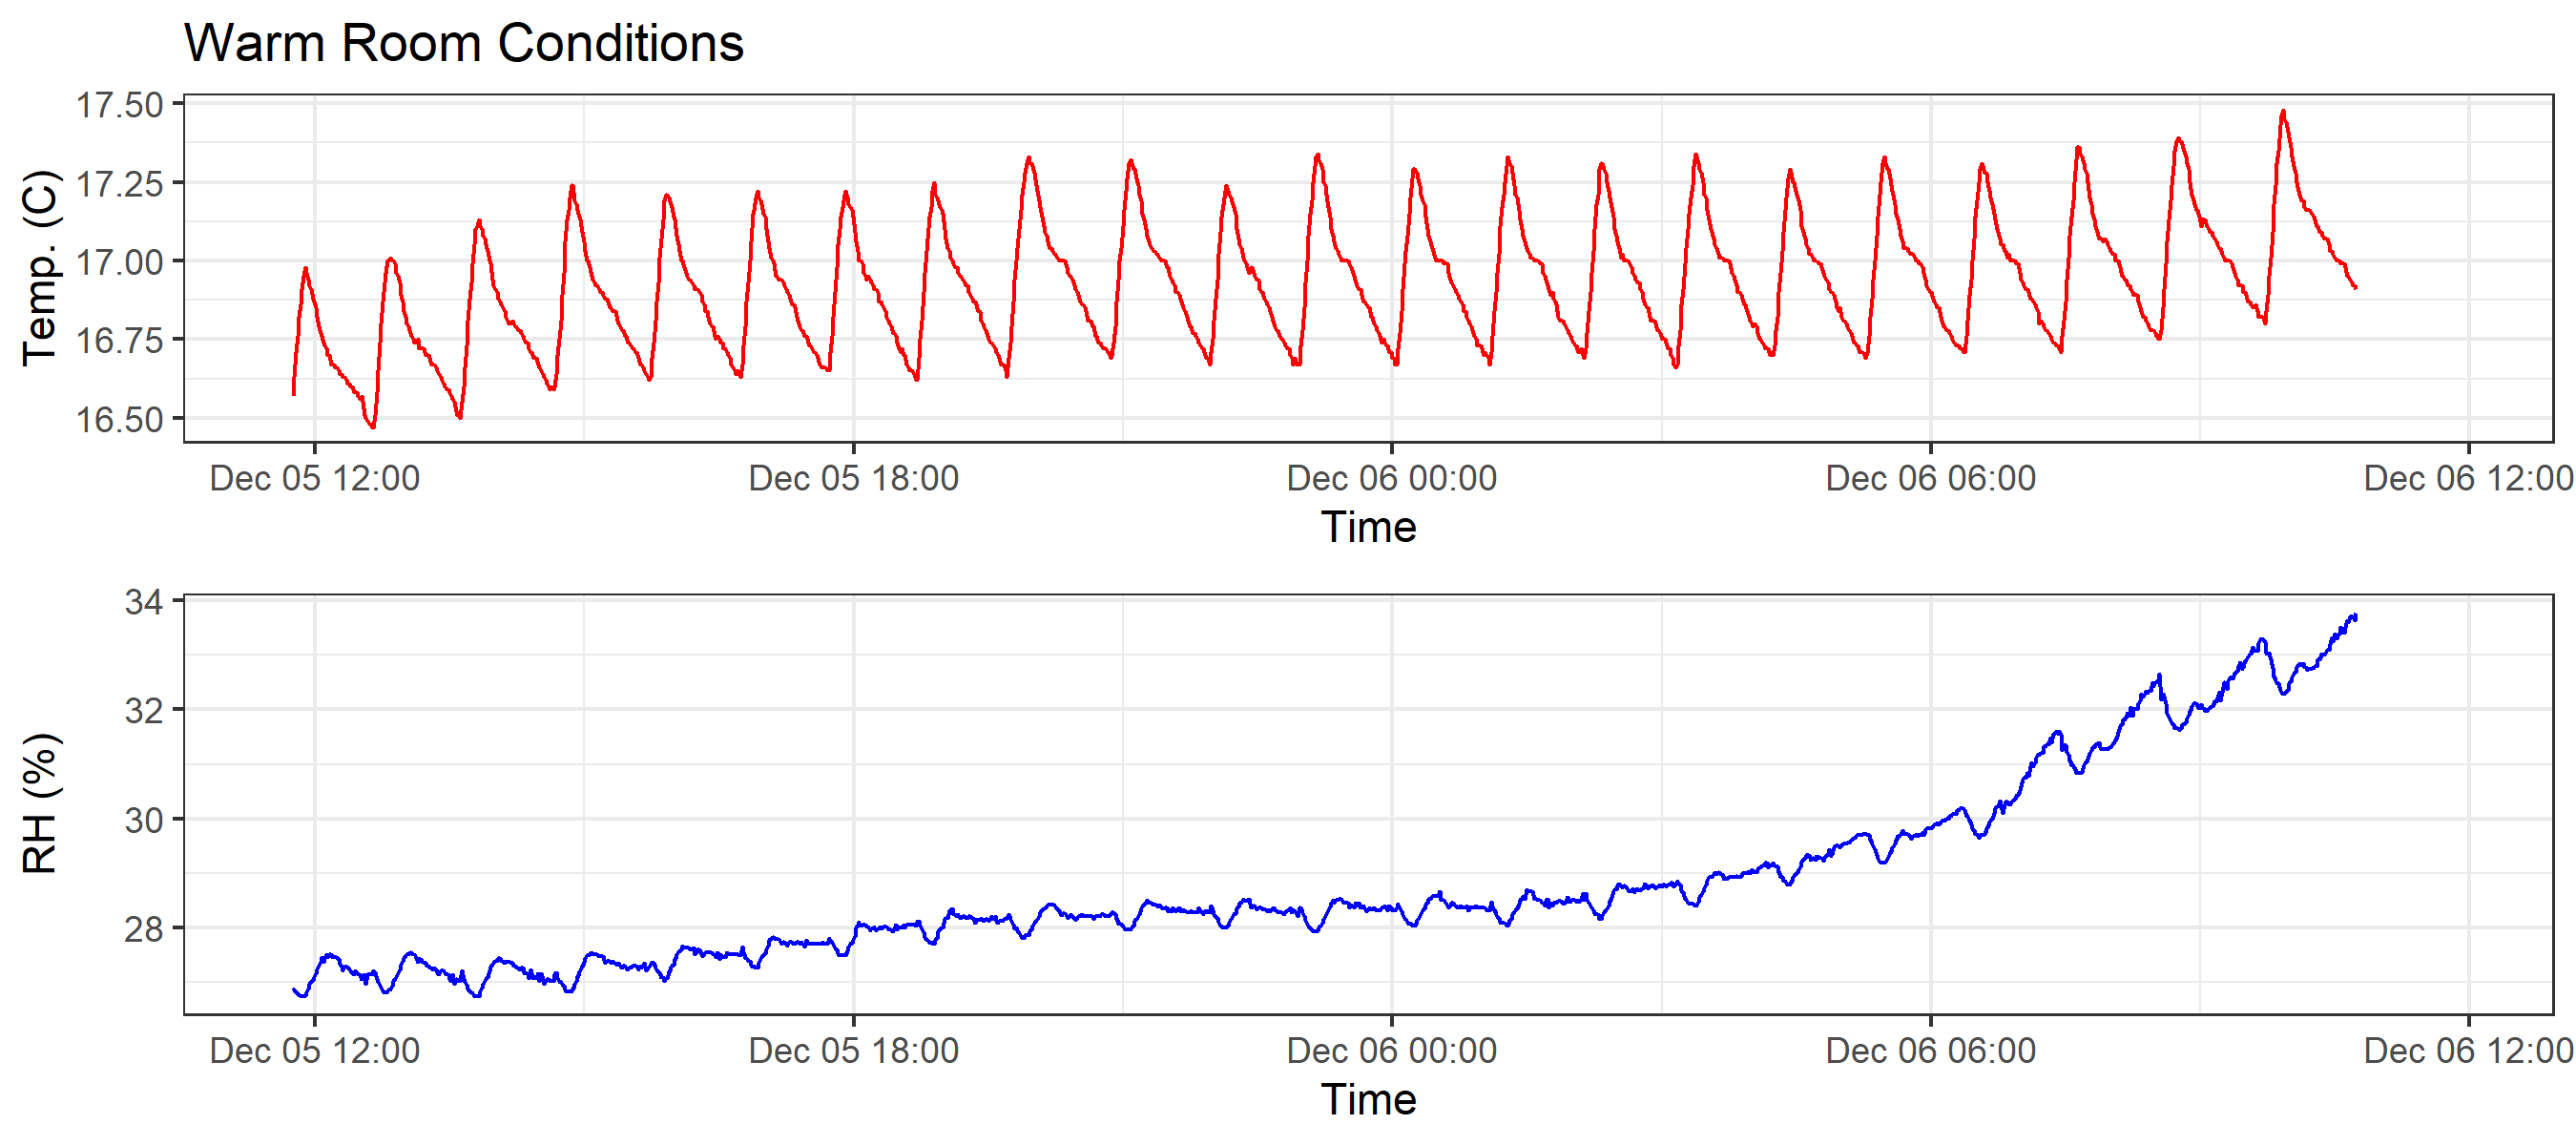 Warm Room Conditions
Temp. (C)
17.50
17.25
17.00
16.75
16.50
Dec 05 12:00 Dec 05 18:00 Dec 06 00:00 Dec 06 06:00 Dec 06 12:00
Time
RH (%)
34
32
30
28
Dec 05 12:00 Dec 05 18:00 Dec 06 00:00 Dec 06 06:00 Dec 06 12:00
Time